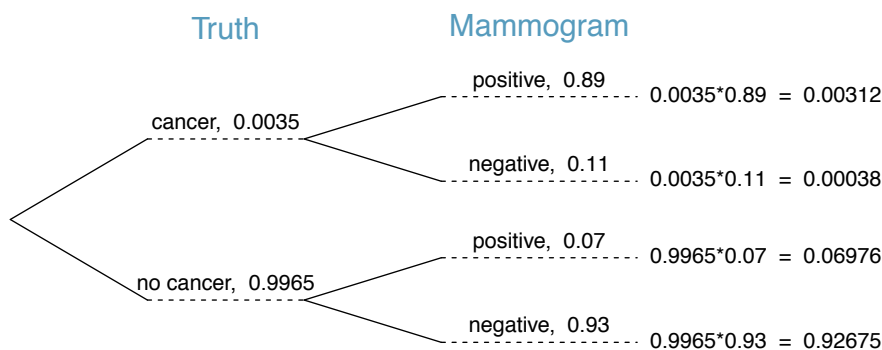 Truth
Mammogram
positive, 0.89
0.0035*0.89 = 0.00312
cancer, 0.0035
negative, 0.11
0.0035*0.11 = 0.00038
positive, 0.07
0.9965*0.07 = 0.06976
no cancer, 0.9965
negative, 0.93
0.9965*0.93 = 0.92675